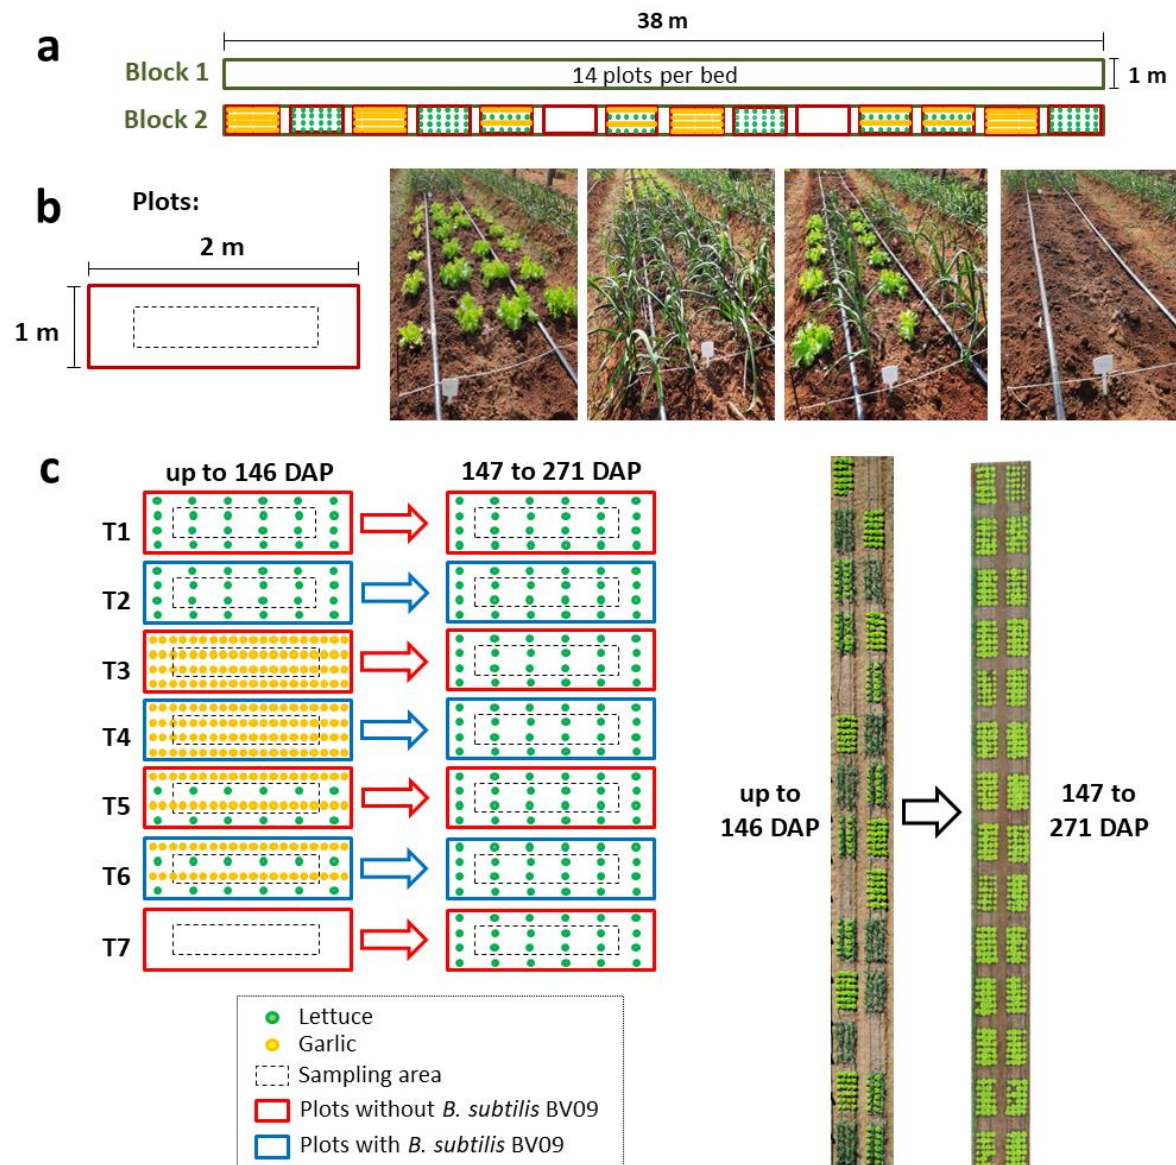 a
38 m
Block 1
14 plots per bed
1 m
Block 2
b
Plots:
2 m
1 m
c
up to 146 DAP
147 to 271 DAP
T1
T2
T3
T4
T5
T6
T7
up to
146 DAP
147 to
271 DAP
Lettuce
Garlic
Sampling area
Plots without B. subtilis BV09
Plots with B. subtilis BV09